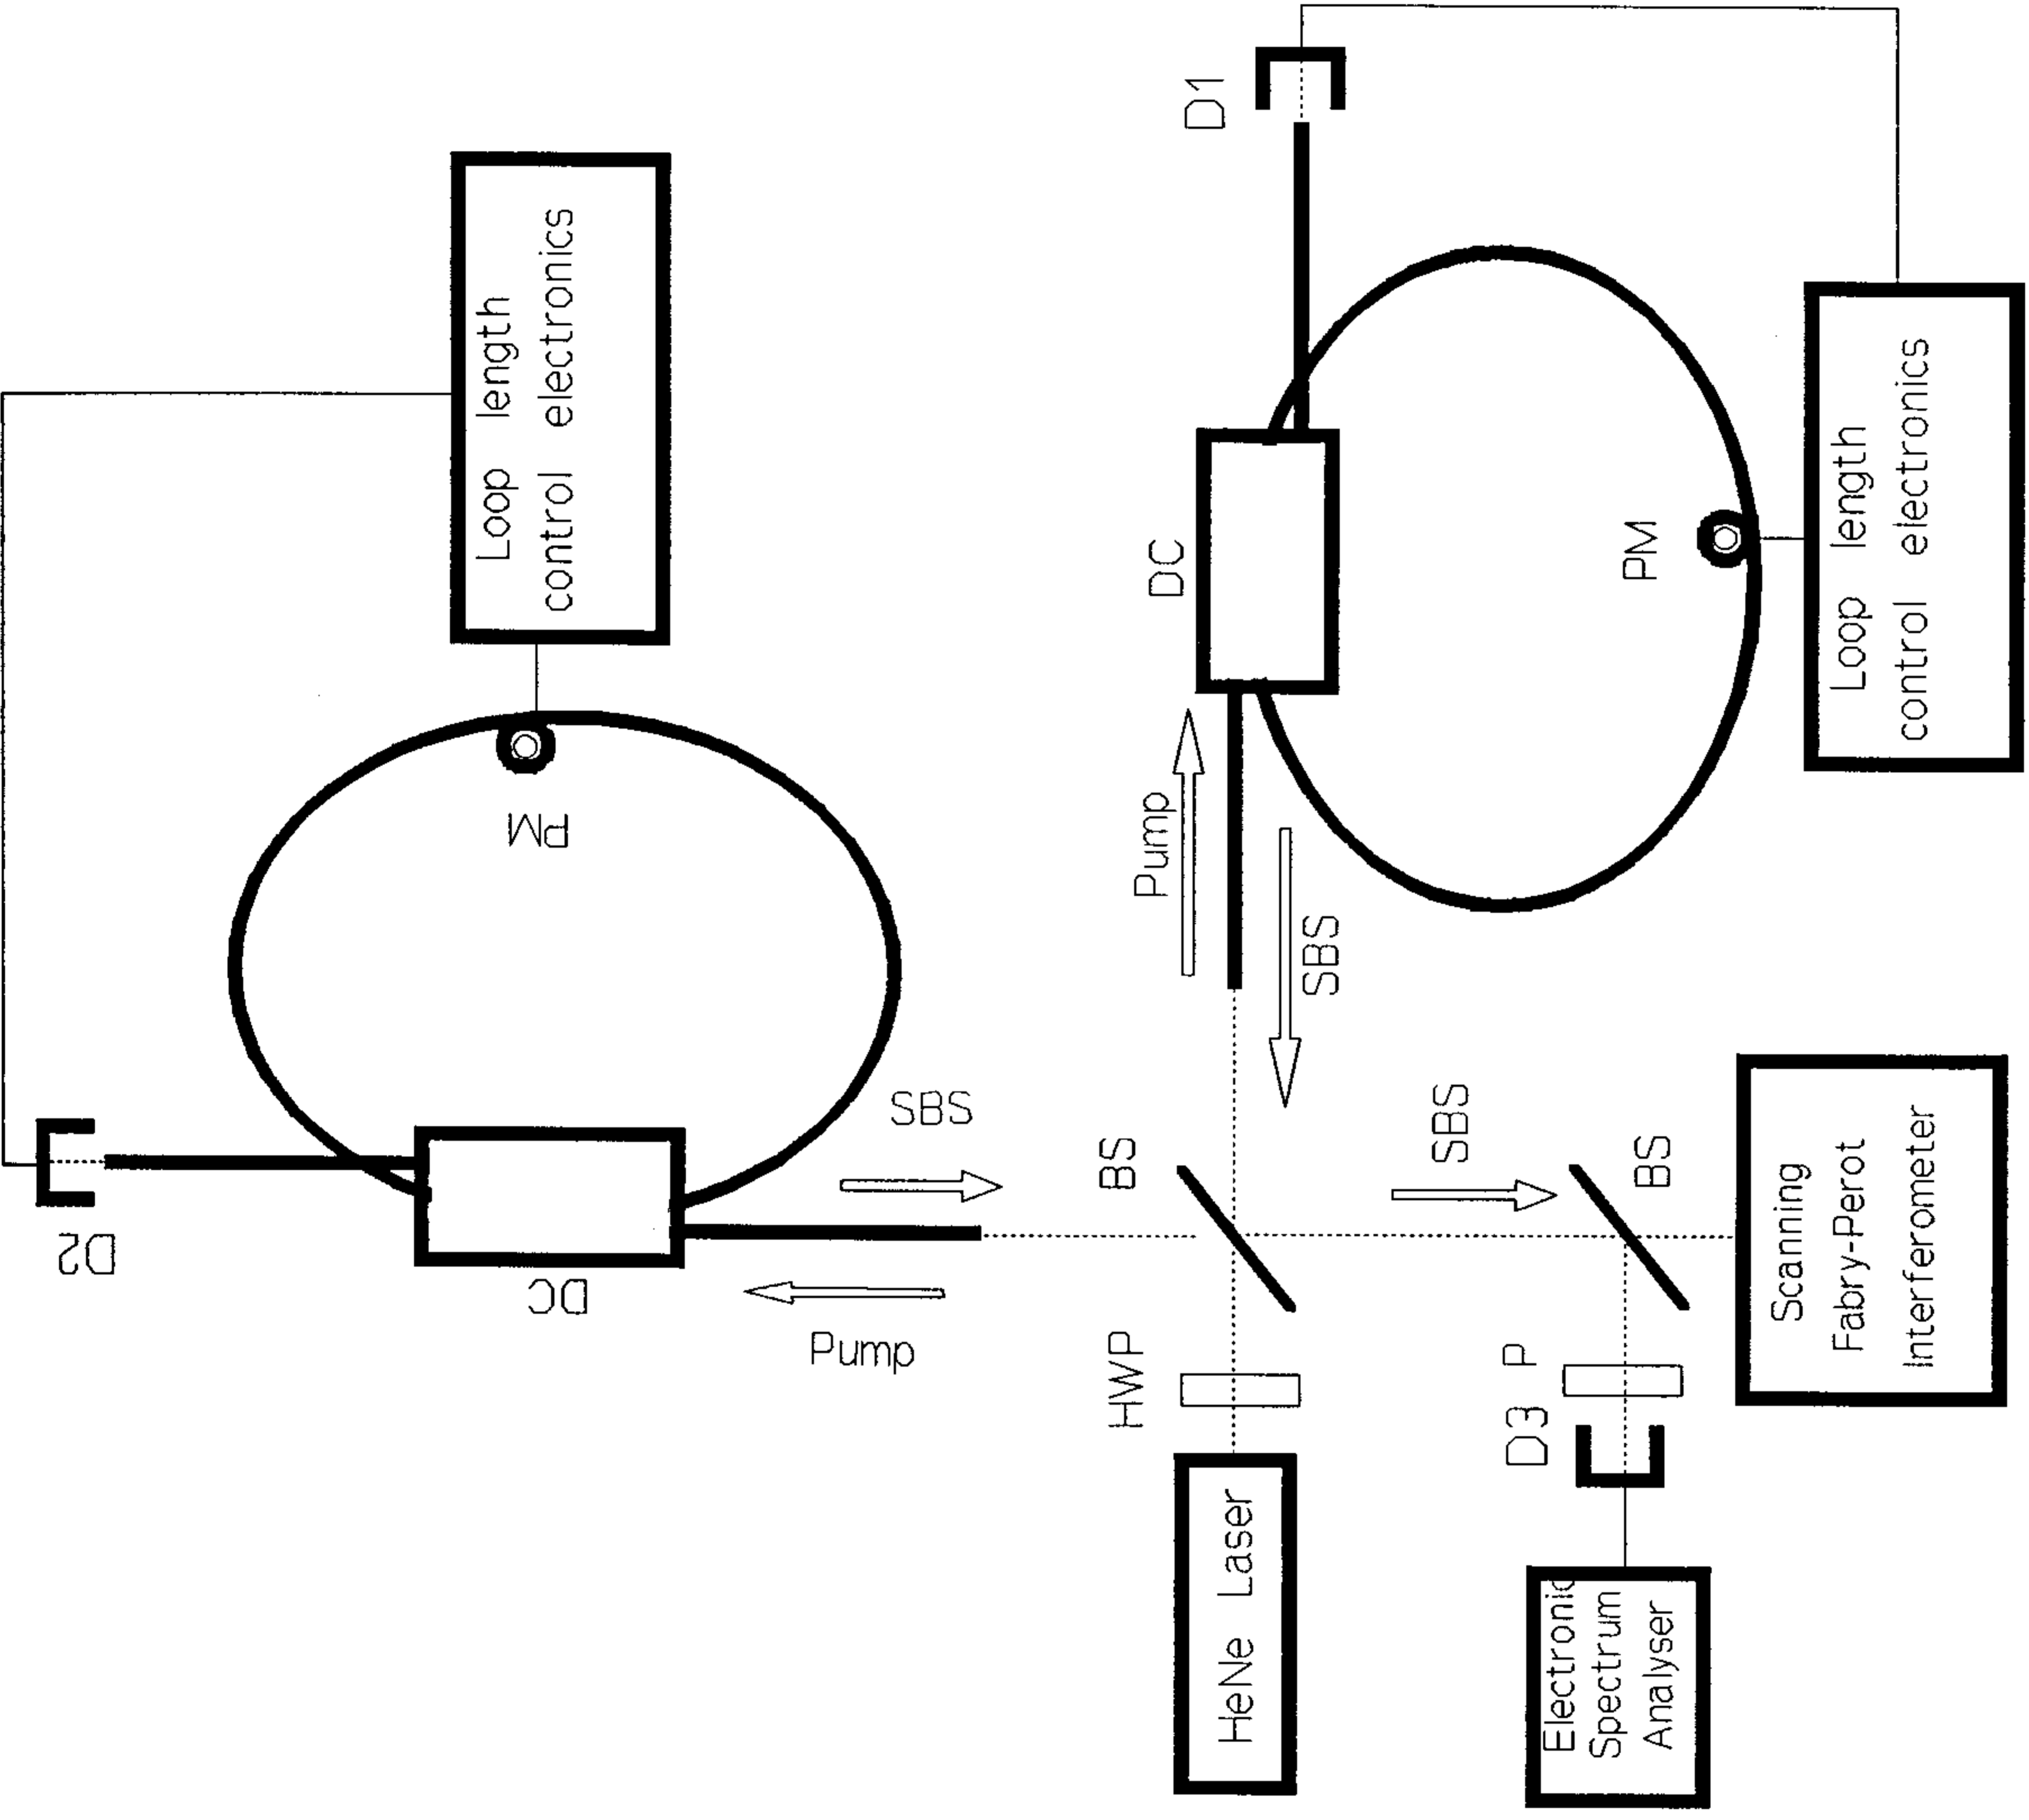 D1
Loop length
control electronics
DC
PM
Loop length
control electronics
PM
Pump
SBS
D2
DC
SBS
Pump
BS
SBS
BS
Scanning
Fabry-Perot
Interferometer
HWP
P
D3
HeNe Laser
Electronic
Spectrum
Analyser